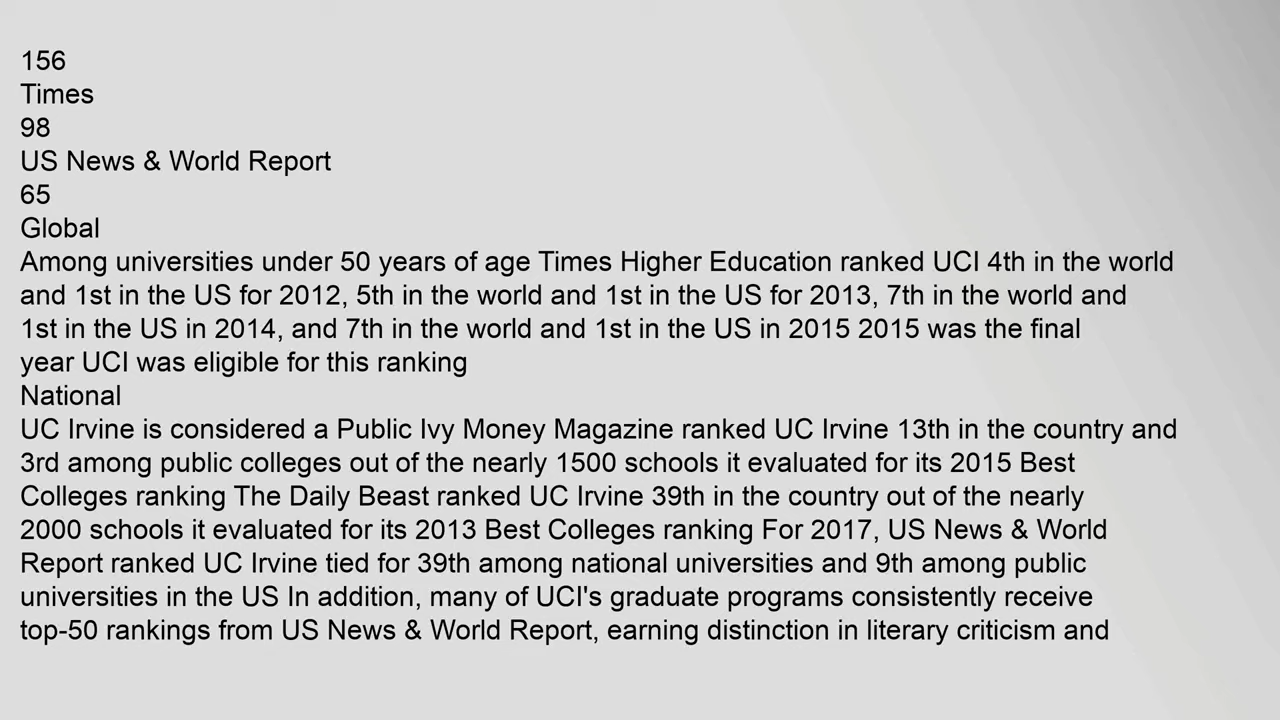 156
Times
98
US News & World Report
65
Global
Among universities under 50 years of age Times Higher Education ranked UCI 4th in the world
and 1st in the US for 2012, 5th in the world and 1st in the US for 2013, 7th in the world and
1st in the US in 2014, and 7th in the world and 1st in the US in 2015 2015 was the final
year UCI was eligible for this ranking
National
UC Irvine is considered a Public Ivy Money Magazine ranked UC Irvine 13th in the country and
3rd among public colleges out of the nearly 1500 schools it evaluated for its 2015 Best
Colleges ranking The Daily Beast ranked UC Irvine 39th in the country out of the nearly
2000 schools it evaluated for its 2013 Best Colleges ranking For 2017, US News & World
Report ranked UC Irvine tied for 39th among national universities and 9th among public
universities in the US In addition, many of UCI's graduate programs consistently receive
top-50 rankings from US News & World Report, earning distinction in literary criticism and